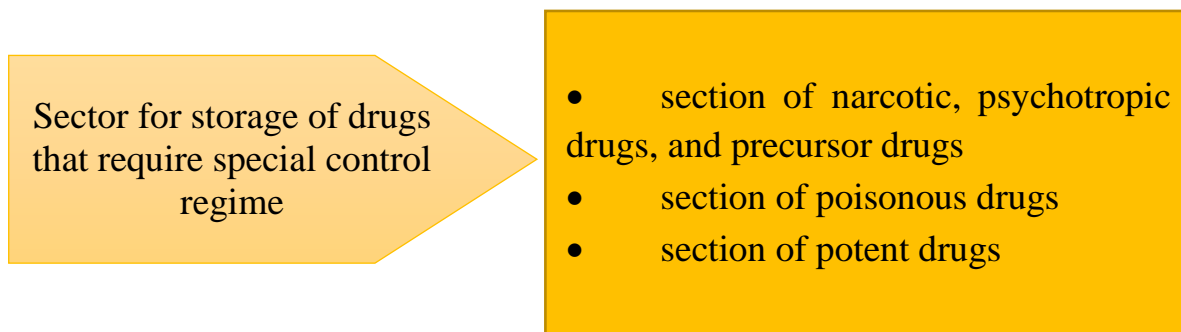 Sector for storage of drugs
that require special control
regime
• section of narcotic, psychotropic
drugs, and precursor drugs
• section of poisonous drugs
• section of potent drugs